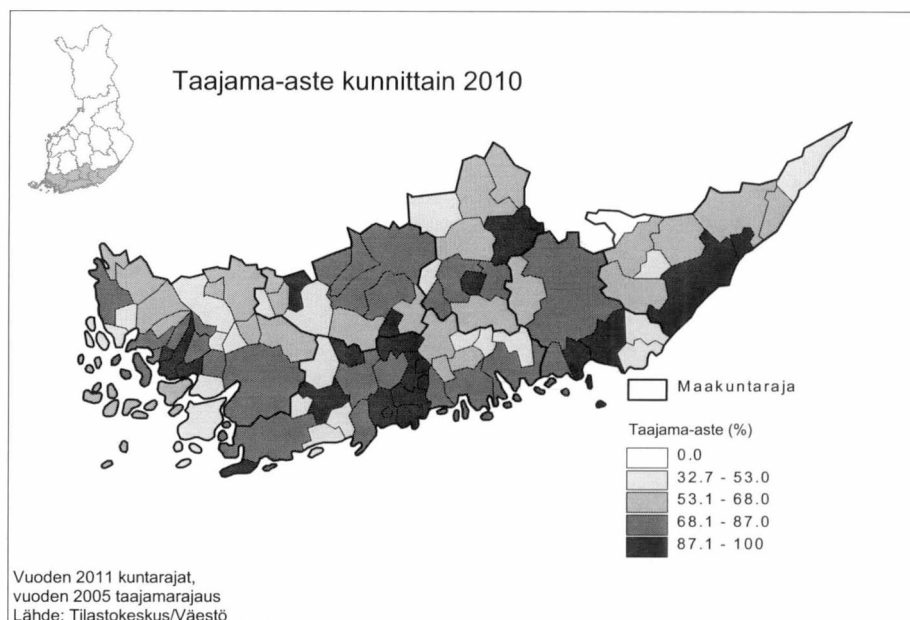 Taajama-aste kunnittain 2010
Maakuntaraja
Taajama-aste (%)
0.0
32.7 - 53.0
53.1 - 68.0
68.1 - 87.0
87.1 - 100
Vuoden 2011 kuntarajat,
vuoden 2005 taajamarajaus
Lähde: Tilastokeskus/Väestö